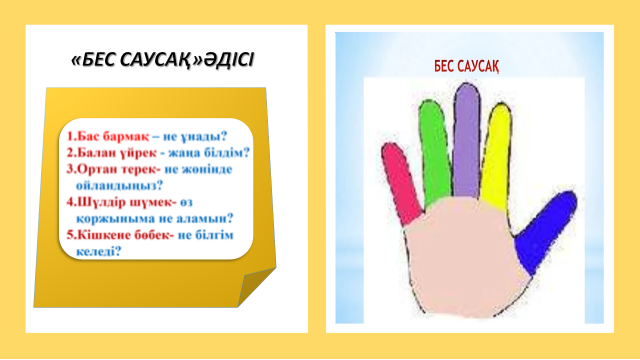 «БЕС САУСАҚ»ӘДІСІ
1.Бас бармақ – не ұнады?
2.Балан үйрек - жаңа білдім?
3.Ортан терек- не жөнінде
ойландыңыз?
4.Шүлдір шүмек- өз
қоржыныма не аламын?
5.Кішкене бөбек- не білгім
келеді?
БЕС САУСАҚ